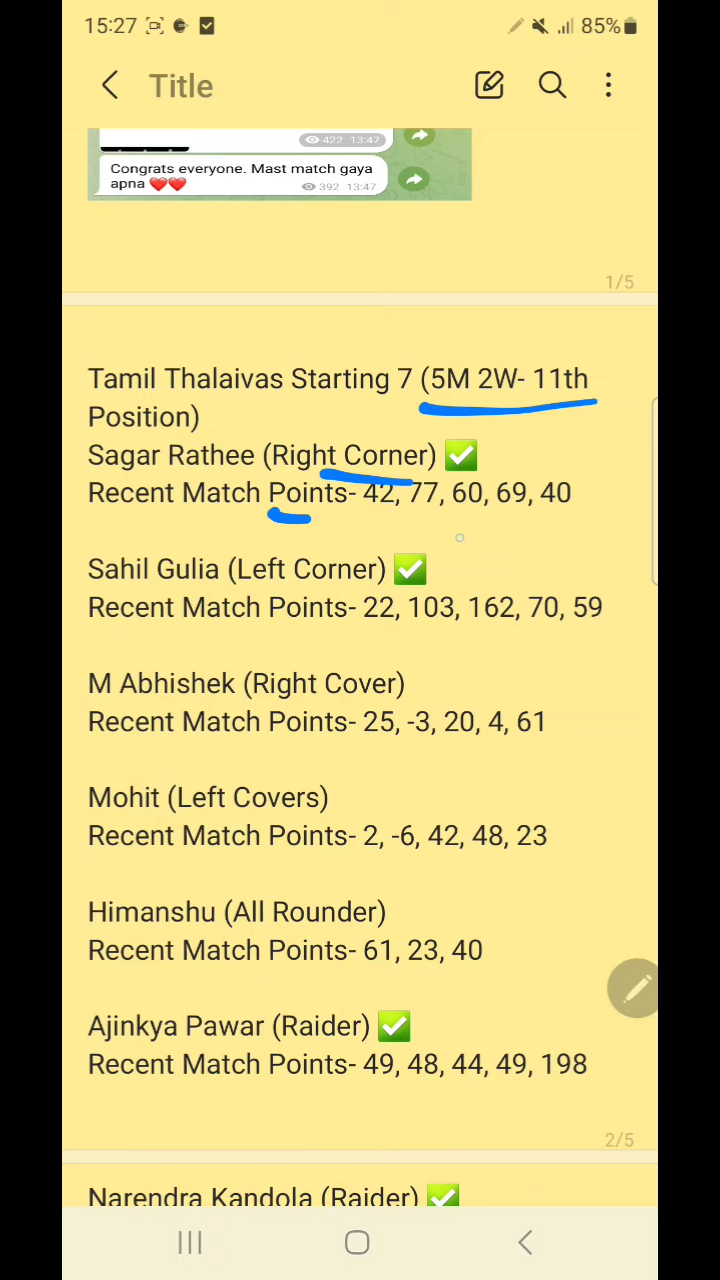 15:27
85%
Title
422 13:47
Congrats everyone. Mast match gaya
apna ❤️❤️
392 13:47
1/5
Tamil Thalaivas Starting 7 (5M 2W- 11th
Position)
Sagar Rathee (Right Corner) ✅
Recent Match Points- 42, 77, 60, 69, 40
Sahil Gulia (Left Corner) ✅
Recent Match Points- 22, 103, 162, 70, 59
M Abhishek (Right Cover)
Recent Match Points- 25, -3, 20, 4, 61
Mohit (Left Covers)
Recent Match Points- 2, -6, 42, 48, 23
Himanshu (All Rounder)
Recent Match Points- 61, 23, 40
Ajinkya Pawar (Raider) ✅
Recent Match Points- 49, 48, 44, 49, 198
2/5
Narendra Kandola (Raider) ✅